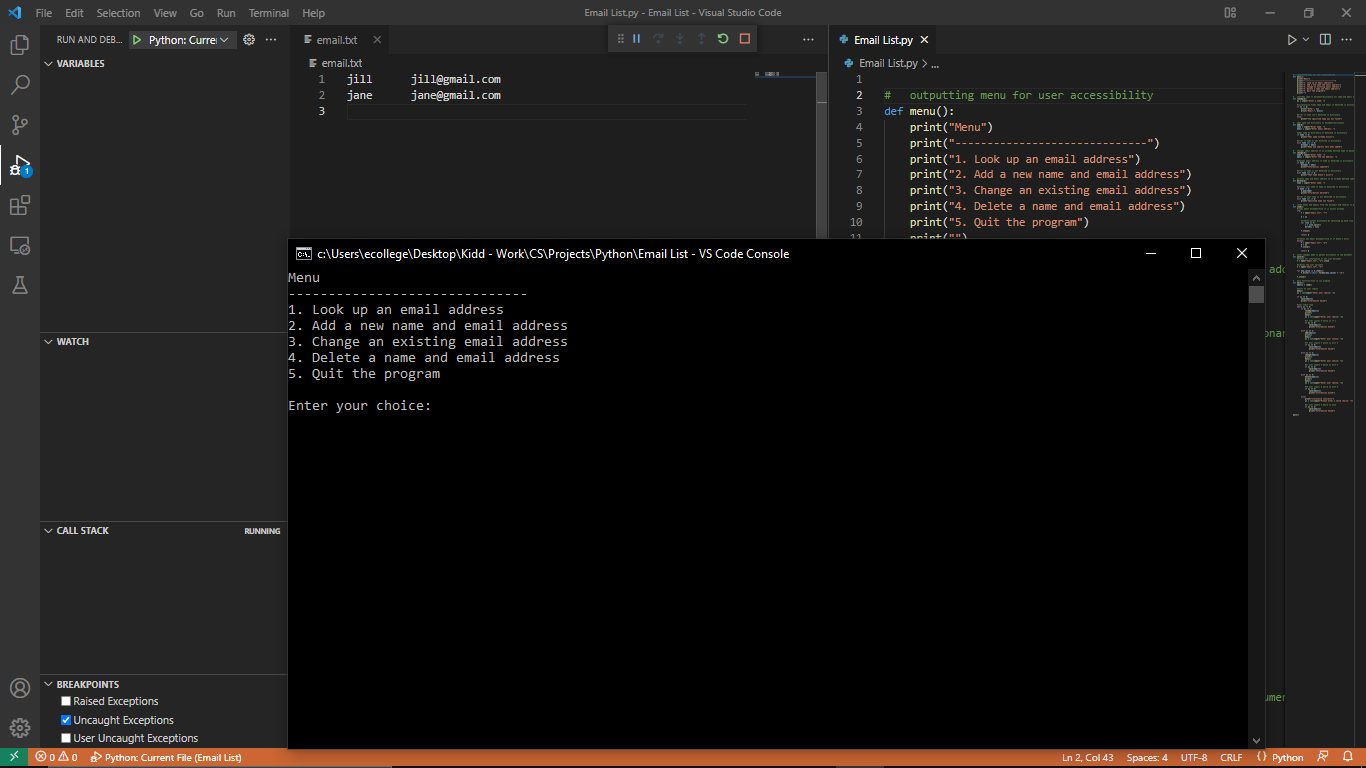 File Edit Selection View Go Run Terminal Help
Email List.py - Email List - Visual Studio Code
RUN AND DEB...
Python: Currer
email.txt
Email List.py
VARIABLES
email.txt
1 jill jill@gmail.com
2 jane jane@gmail.com
3
Email List.py > ...
1
2 # outputting menu for user accessibility
3 def menu():
4 print("Menu")
5 print("------------------------------")
6 print("1. Look up an email address")
7 print("2. Add a new name and email address")
8 print("3. Change an existing email address")
9 print("4. Delete a name and email address")
10 print("5. Quit the program")
11 print("")
c:\Users\ecollege\Desktop\Kidd - Work\CS\Projects\Python\Email List - VS Code Console
Menu
------------------------------
1. Look up an email address
2. Add a new name and email address
3. Change an existing email address
4. Delete a name and email address
5. Quit the program
Enter your choice:
1
WATCH
CALL STACK
RUNNING
BREAKPOINTS
Raised Exceptions
Uncaught Exceptions
User Uncaught Exceptions
0 0 Python: Current File (Email List)
Ln 2, Col 43 Spaces: 4 UTF-8 CRLF Python